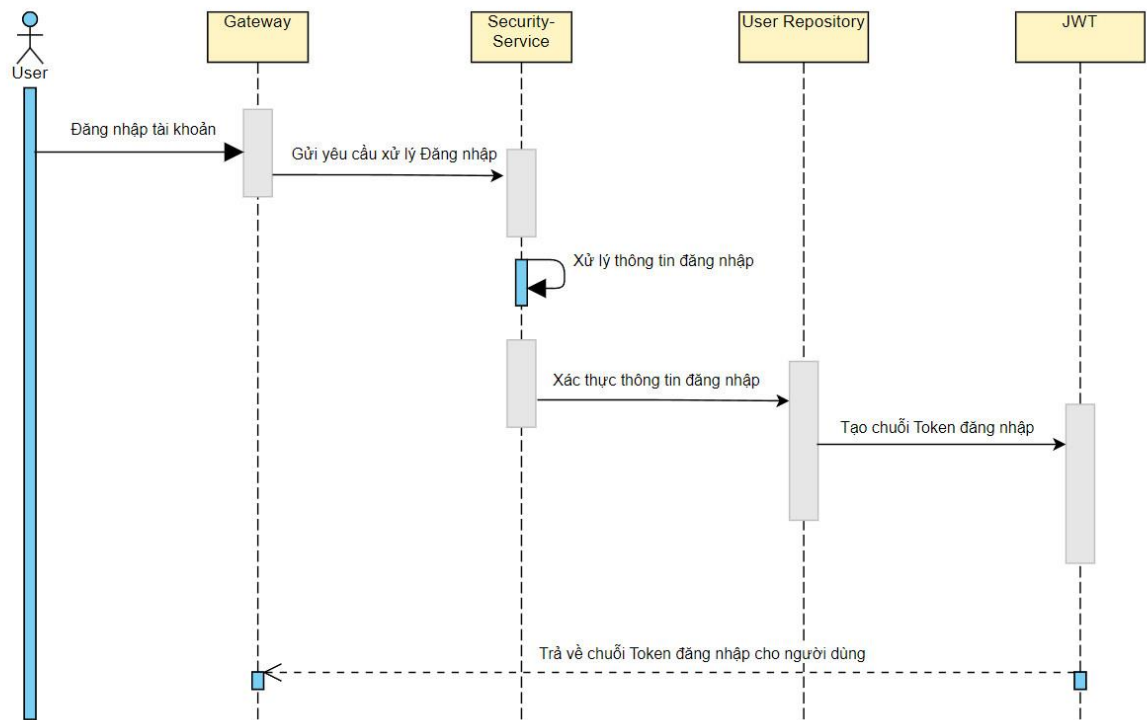 Gateway
Security-
Service
User Repository
JWT
User
Đăng nhập tài khoản
Gửi yêu cầu xử lý Đăng nhập
Xử lý thông tin đăng nhập
Xác thực thông tin đăng nhập
Tạo chuỗi Token đăng nhập
Trả về chuỗi Token đăng nhập cho người dùng